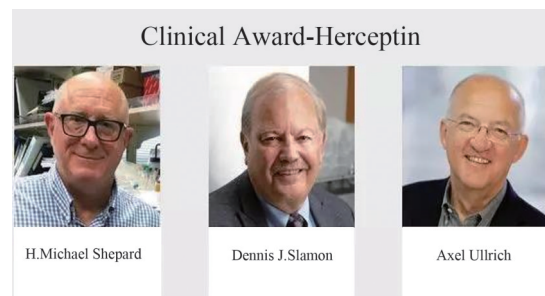 Clinical Award-Herceptin
H.Michael Shepard
Dennis J.Slamon
Axel Ullrich